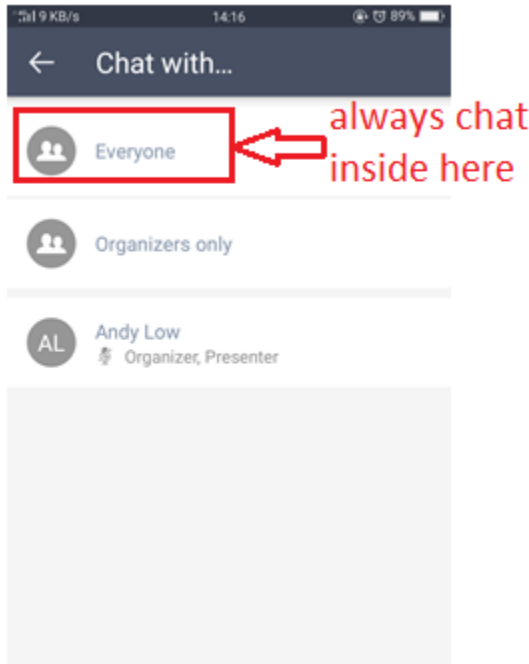 9 KB/s 14:16 89%
Chat with...
Everyone
always chat
inside here
Organizers only
AL
Andy Low
Organizer, Presenter